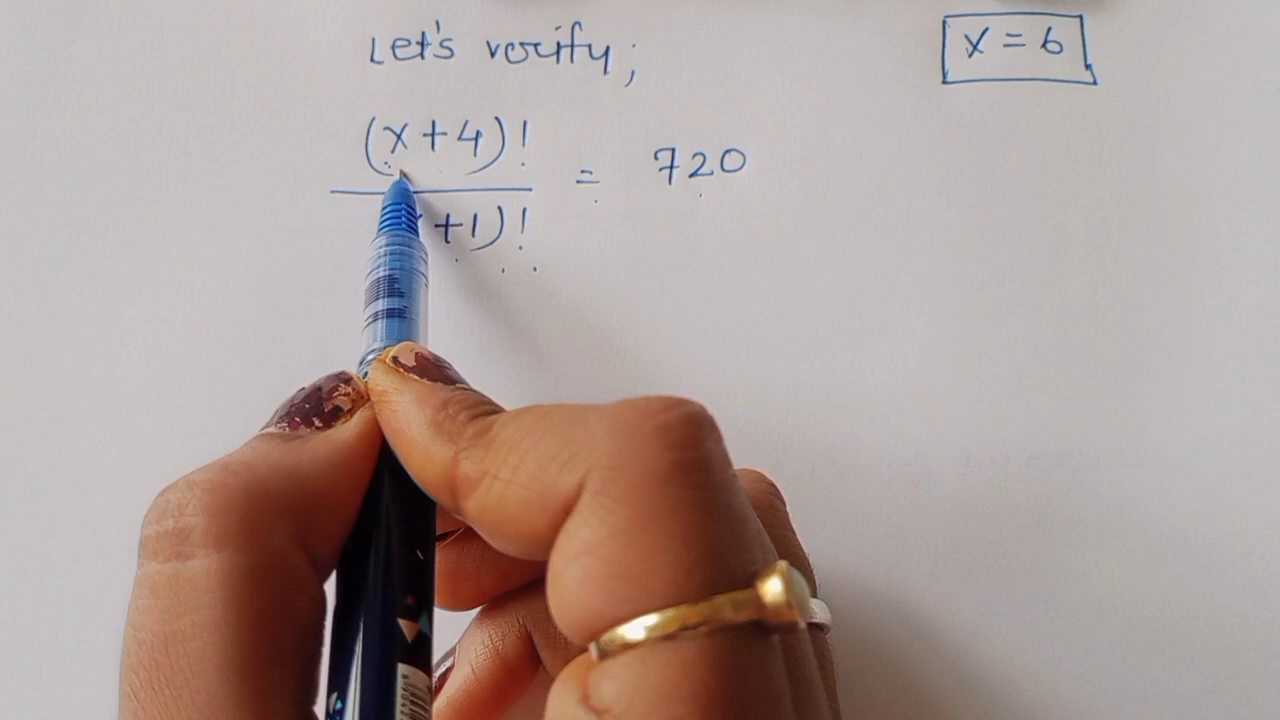 Let's verify;
x = 6
(x+4)!
= 720
+1)!